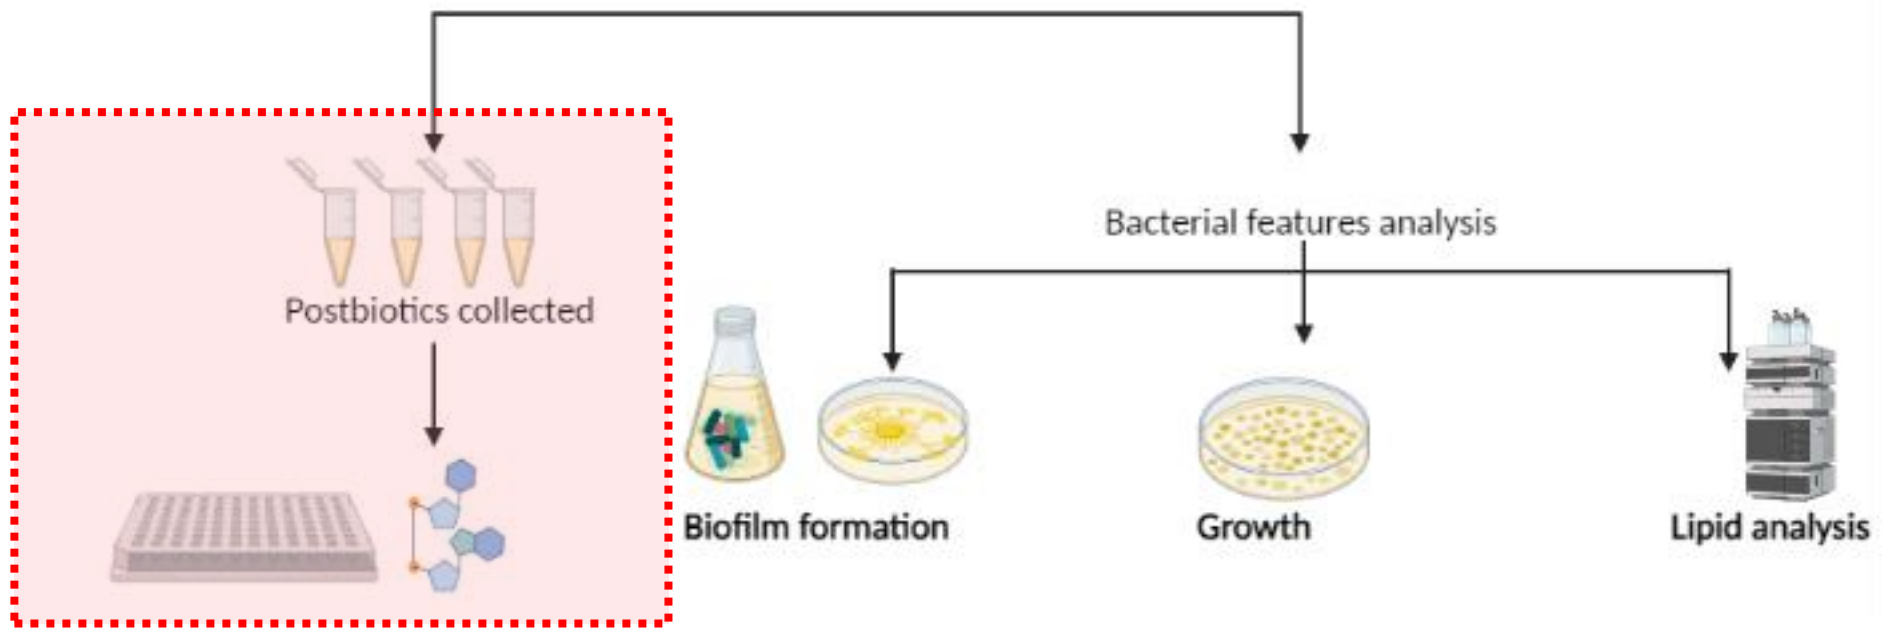 Bacterial features analysis
Postbiotics collected
Biofilm formation
Growth
Lipid analysis